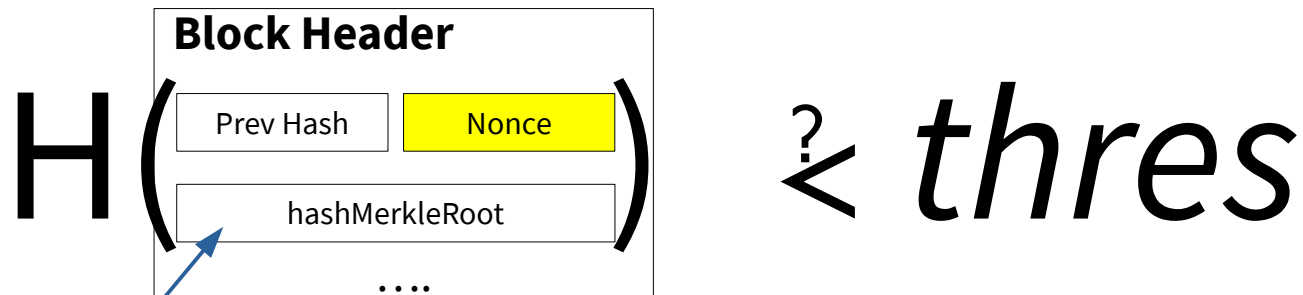 Block Header
H ( Prev Hash Nonce ) ? < thres
hashMerkleRoot
....